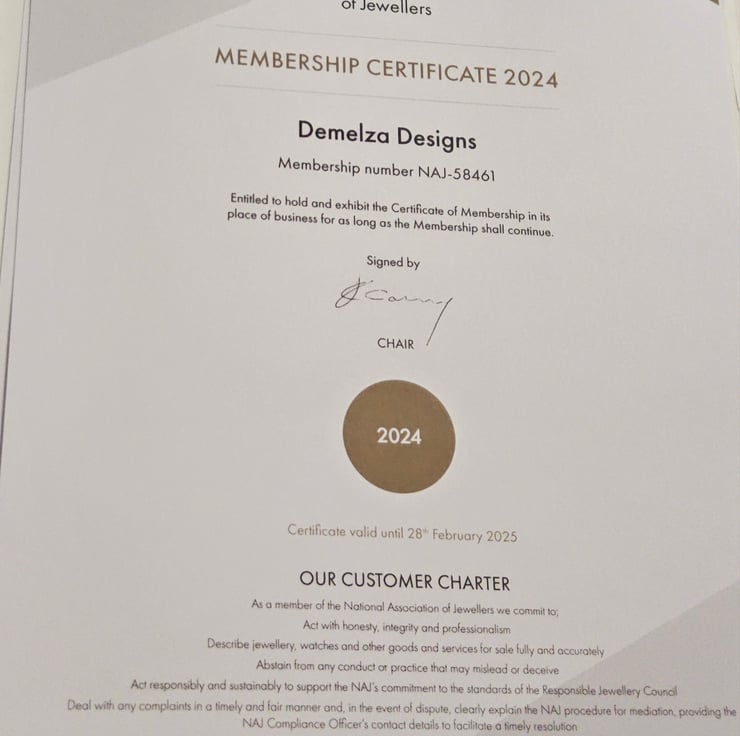 of Jewellers
MEMBERSHIP CERTIFICATE 2024
Demelza Designs
Membership number NAJ-58461
Entitled to hold and exhibit the Certificate of Membership in its
place of business for as long as the Membership shall continue.
Signed by
CHAIR
2024
Certificate valid until 28th February 2025
OUR CUSTOMER CHARTER
As a member of the National Association of Jewellers we commit to;
Act with honesty, integrity and professionalism
Describe jewellery, watches and other goods and services for sale fully and accurately
Abstain from any conduct or practice that may mislead or deceive
Act responsibly and sustainably to support the NAJ's commitment to the standards of the Responsible Jewellery Council
Deal with any complaints in a timely and fair manner and, in the event of dispute, clearly explain the NAJ procedure for mediation, providing the
NAJ Compliance Officer's contact details to facilitate a timely resolution